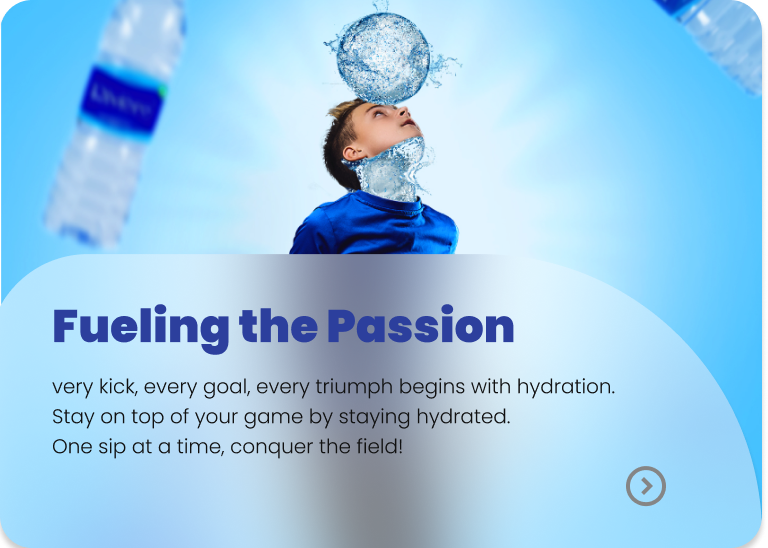 Fueling the Passion
very kick, every goal, every triumph begins with hydration.
Stay on top of your game by staying hydrated.
One sip at a time, conquer the field!